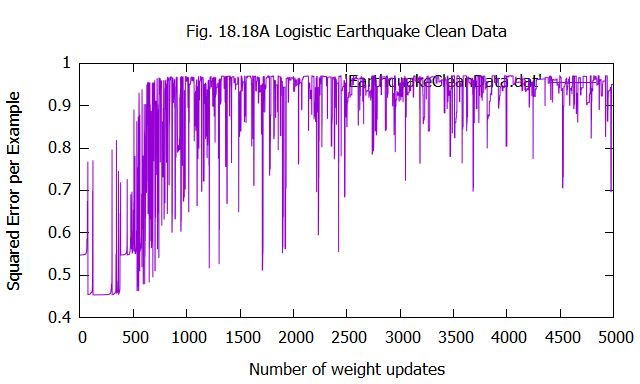 Fig. 18.18A Logistic Earthquake Clean Data
1
'EarthquakeCleanData.dat'
0.9
0.8
0.7
0.6
0.5
0.4
Squared Error per Example
0 500 1000 1500 2000 2500 3000 3500 4000 4500 5000
Number of weight updates